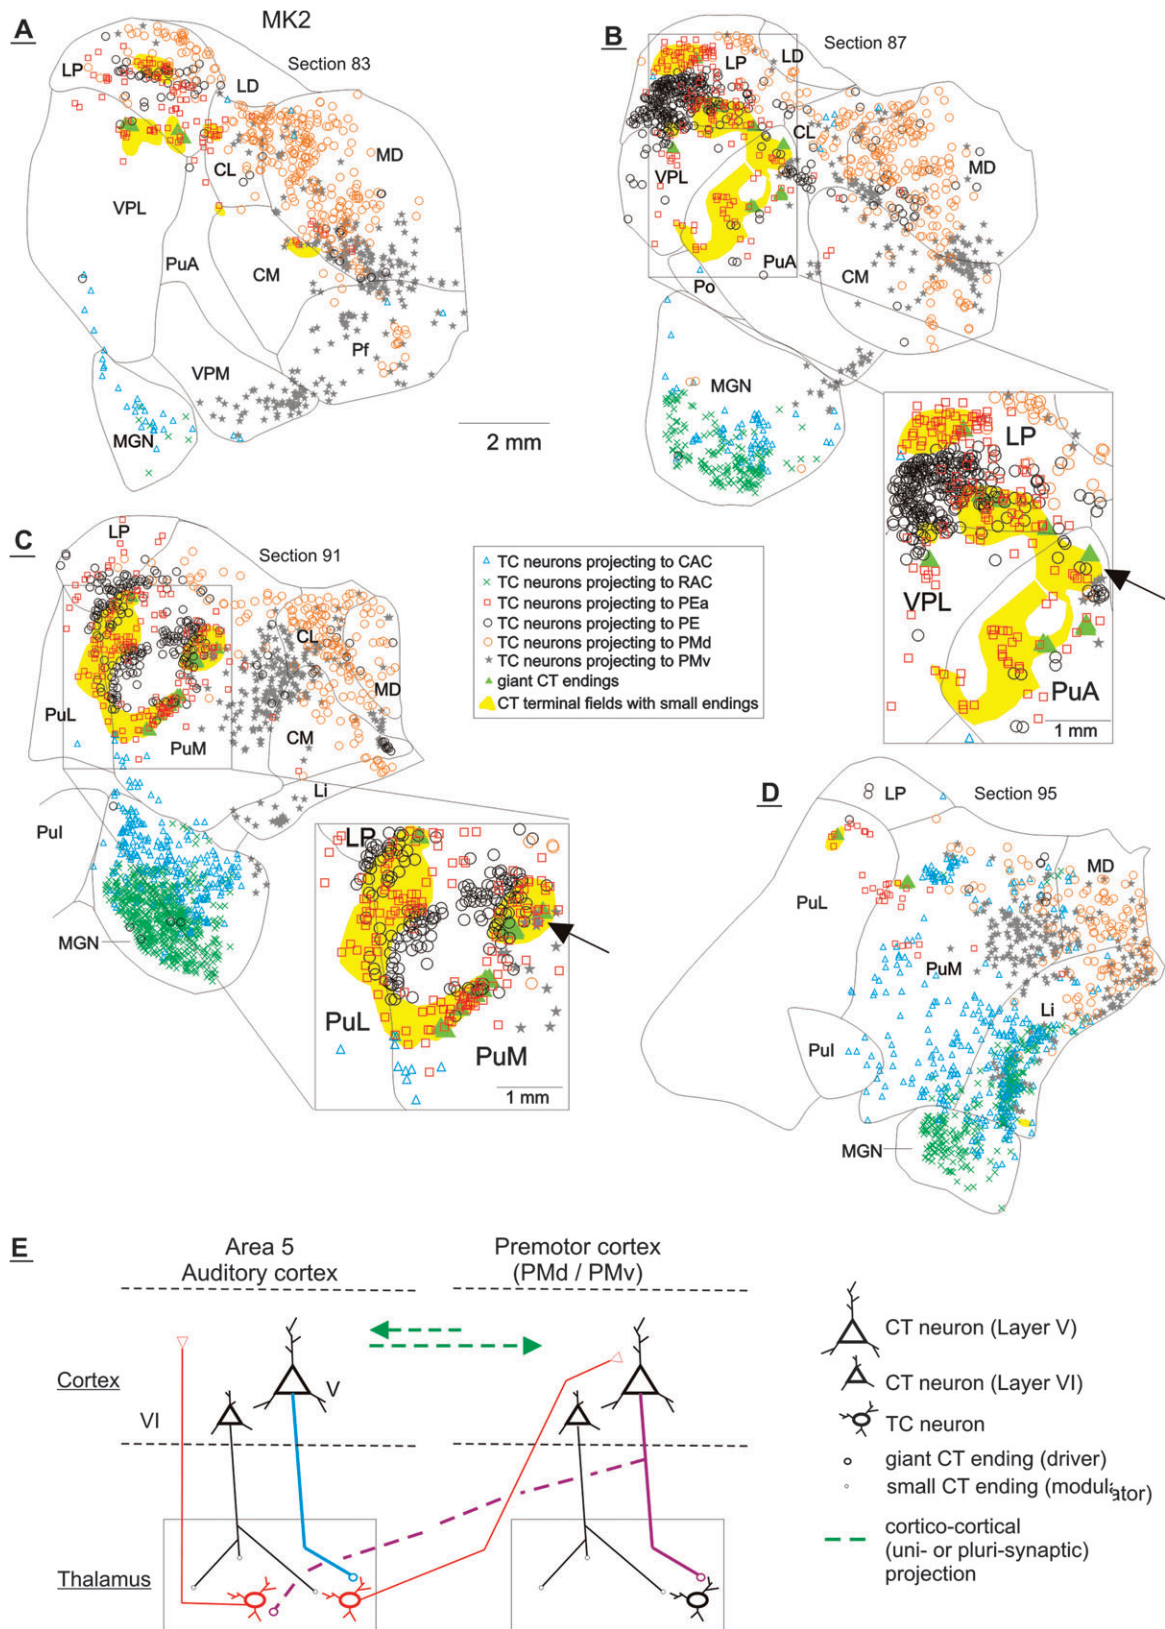 A
MK2
Section 83
LP
LD
MD
CL
VPL
PuA
CM
Pf
VPM
MGN
2 mm
B
Section 87
LP
LD
CL
MD
VPL
PuA
CM
Po
MGN
LP
VPL
PuA
1 mm
C
LP
Section 91
CL
MD
PuL
PuM
CM
Li
PuI
MGN
LP
PuL
PuM
1 mm
TC neurons projecting to CAC
TC neurons projecting to RAC
TC neurons projecting to PEa
TC neurons projecting to PE
TC neurons projecting to PMd
TC neurons projecting to PMv
giant CT endings
CT terminal fields with small endings
D
LP
Section 95
MD
PuL
PuM
Li
PuI
MGN
E
Area 5
Auditory cortex
Premotor cortex
(PMd / PMv)
Cortex
V
VI
Thalamus
CT neuron (Layer V)
CT neuron (Layer VI)
TC neuron
giant CT ending (driver)
small CT ending (modulator)
cortico-cortical
(uni- or pluri-synaptic)
projection